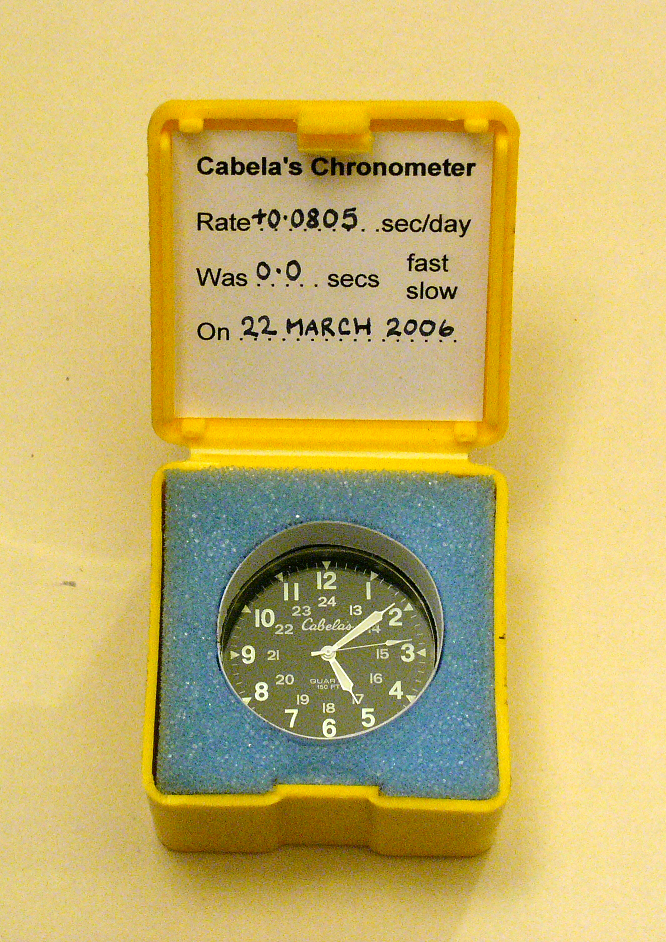 Cabela's Chronometer
Rate +0.0805 sec/day
Was 0.0 secs fast
slow
On 22 MARCH 2006
12
11 1
24
23 13
10 2
22 Cabela's 14
9 21 15 3
20 QUARTZ 16
150 FT
8 19 17 4
18
7 5
6